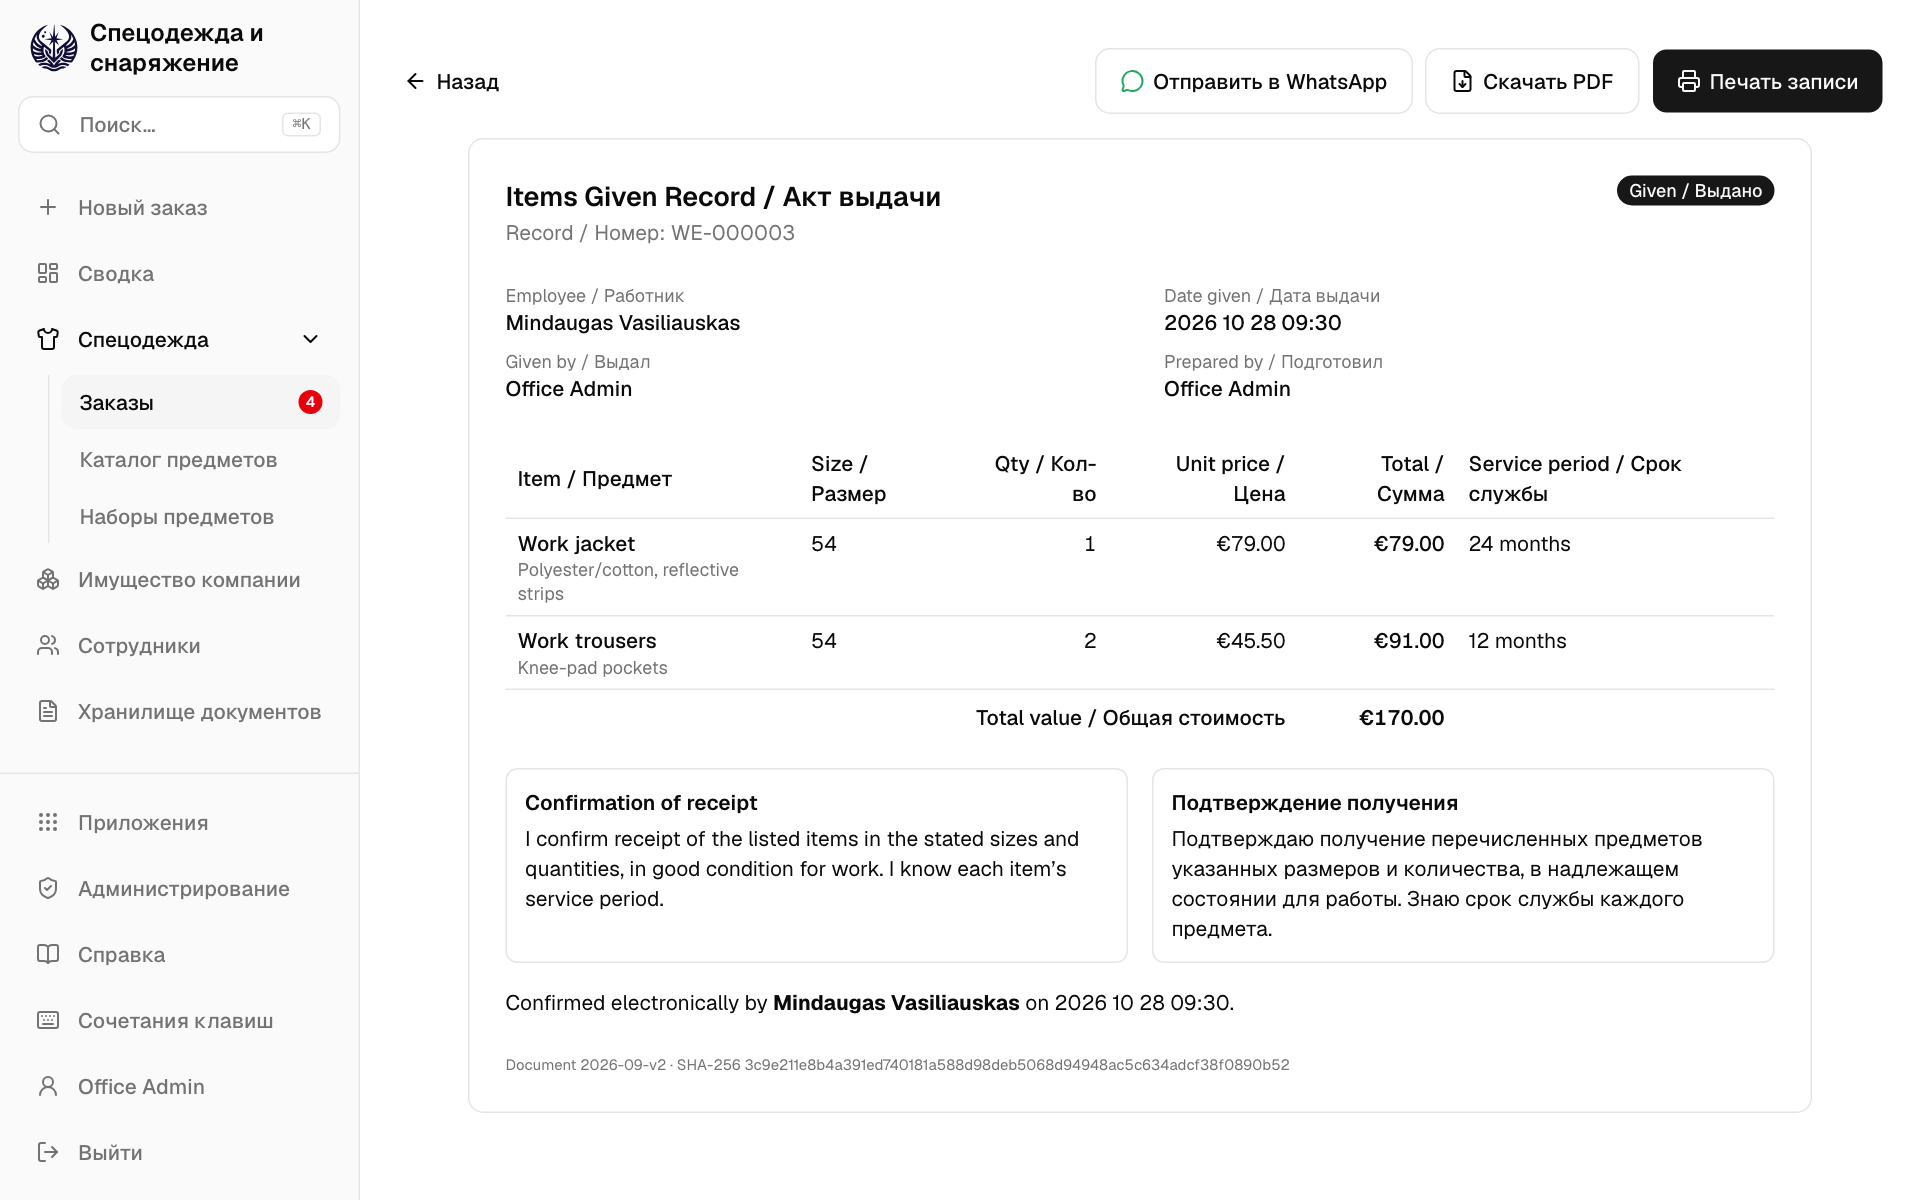 Спецодежда и
снаряжение
Поиск...
⌘K
Новый заказ
Сводка
Спецодежда
Заказы
4
Каталог предметов
Наборы предметов
Имущество компании
Сотрудники
Хранилище документов
Приложения
Администрирование
Справка
Сочетания клавиш
Office Admin
Выйти
Назад
Отправить в WhatsApp
Скачать PDF
Печать записи
Items Given Record / Акт выдачи
Given / Выдано
Record / Номер: WE-000003
Employee / Работник
Mindaugas Vasiliauskas
Date given / Дата выдачи
2026 10 28 09:30
Given by / Выдал
Office Admin
Prepared by / Подготовил
Office Admin
Item / Предмет
Size /
Размер
Qty / Кол-
во
Unit price /
Цена
Total /
Сумма
Service period / Срок
службы
Work jacket
Polyester/cotton, reflective
strips
54
1
€79.00
€79.00
24 months
Work trousers
Knee-pad pockets
54
2
€45.50
€91.00
12 months
Total value / Общая стоимость
€170.00
Confirmation of receipt
I confirm receipt of the listed items in the stated sizes and
quantities, in good condition for work. I know each item’s
service period.
Подтверждение получения
Подтверждаю получение перечисленных предметов
указанных размеров и количества, в надлежащем
состоянии для работы. Знаю срок службы каждого
предмета.
Confirmed electronically by Mindaugas Vasiliauskas on 2026 10 28 09:30.
Document 2026-09-v2 · SHA-256 3c9e211e8b4a391ed740181a588d98deb5068d94948ac5c634adcf38f0890b52